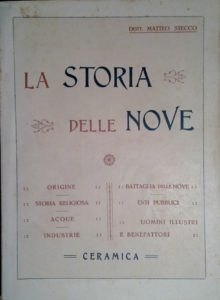 DOTT. MATTEO STECCO
LA STORIA
DELLE NOVE
ORIGINE
STORIA RELIGIOSA
ACQUE
INDUSTRIE
BATTAGLIA DELLE NOVE
ENTI PUBBLICI
UOMINI ILLUSTRI
E BENEFATTORI
CERAMICA